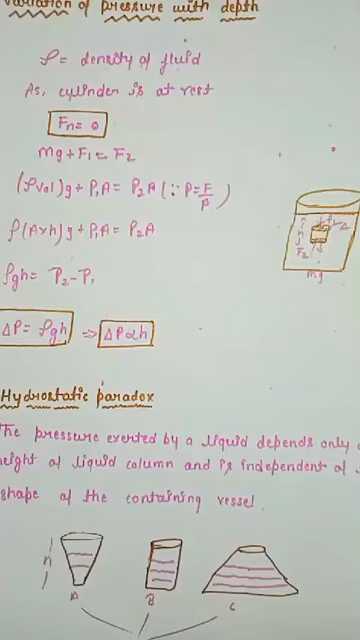 Variation of pressure with depth
ρ = density of fluid
As, cylinder is at rest
Fn = 0
mg + F₁ = F₂
(ρ vol) g + P₁A = P₂A (∵ P = F/A)
ρ(A×h) g + P₁A = P₂A
ρgh = P₂ - P₁
ΔP = ρgh ⇒ ΔP ∝ h
mg
Hydrostatic paradox
The pressure exerted by a liquid depends only
height of liquid column and is independent of
shape of the containing vessel.
h
A B C